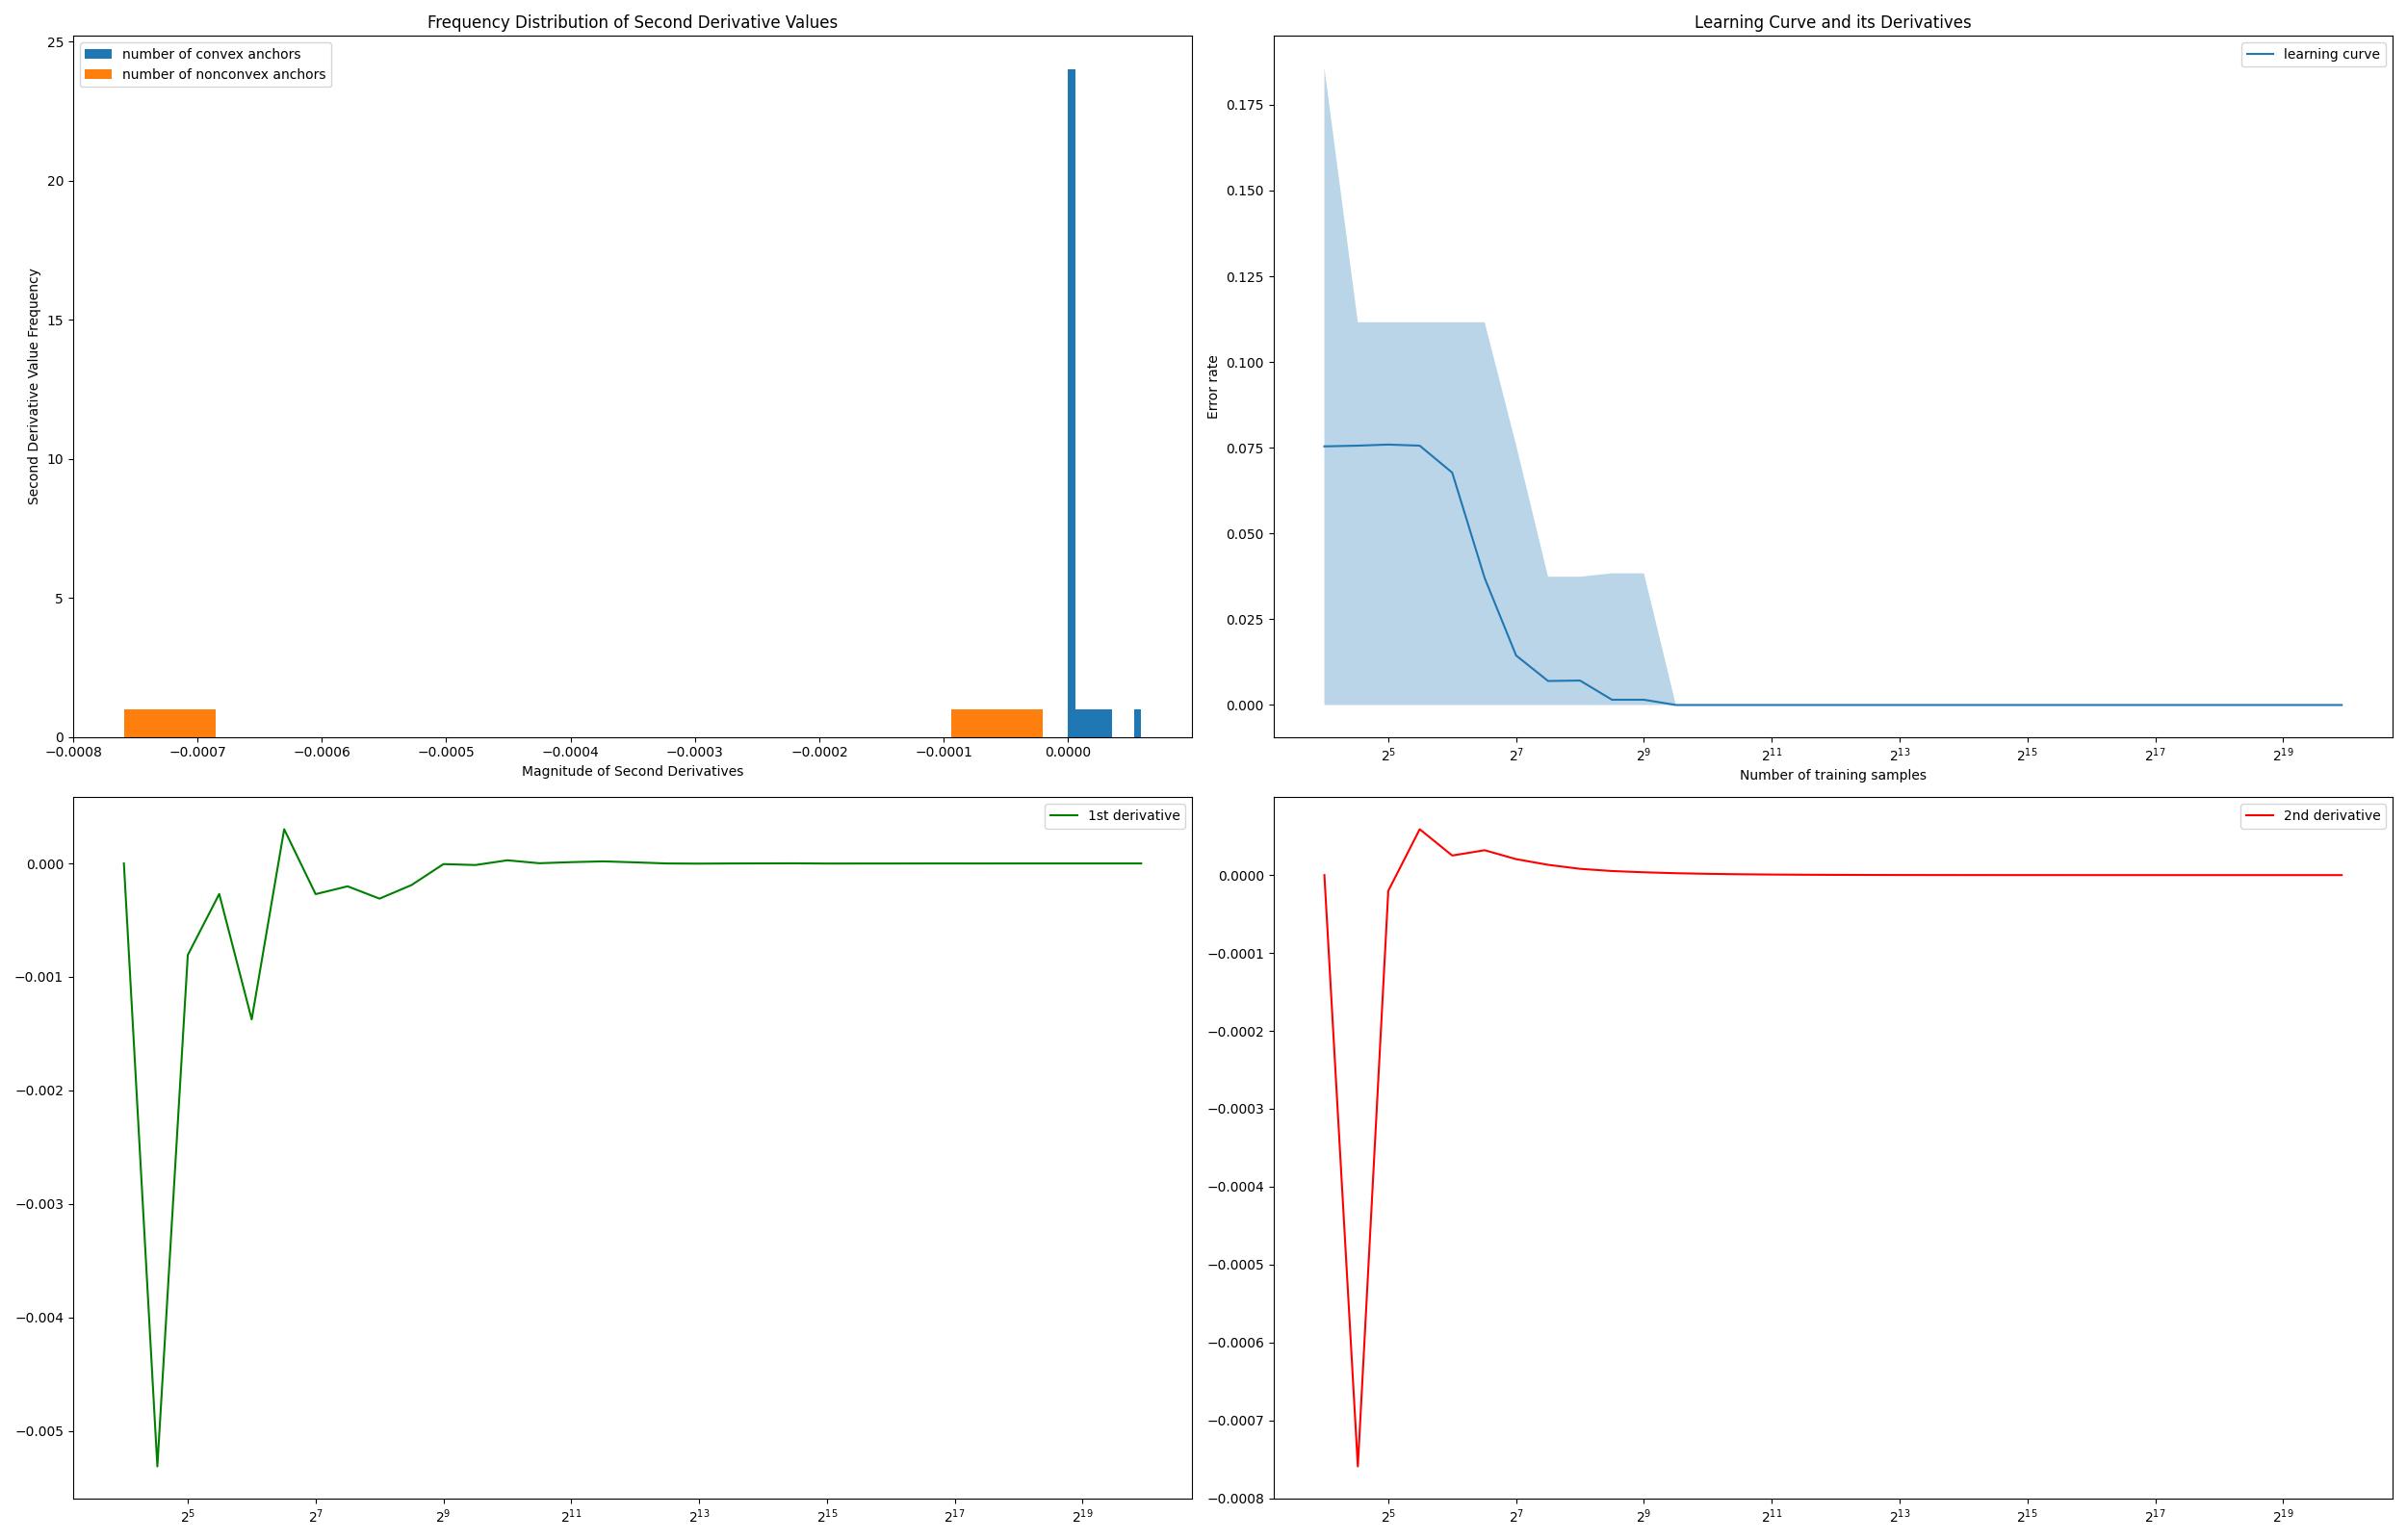 Frequency Distribution of Second Derivative Values
number of convex anchors
number of nonconvex anchors
25
20
15
10
5
0
Second Derivative Value Frequency
−0.0008 −0.0007 −0.0006 −0.0005 −0.0004 −0.0003 −0.0002 −0.0001 0.0000
Magnitude of Second Derivatives
Learning Curve and its Derivatives
learning curve
0.175
0.150
0.125
0.100
0.075
0.050
0.025
0.000
Error rate
2^5 2^7 2^9 2^11 2^13 2^15 2^17 2^19
Number of training samples
1st derivative
0.000
−0.001
−0.002
−0.003
−0.004
−0.005
2^5 2^7 2^9 2^11 2^13 2^15 2^17 2^19
2nd derivative
0.0000
−0.0001
−0.0002
−0.0003
−0.0004
−0.0005
−0.0006
−0.0007
−0.0008
2^5 2^7 2^9 2^11 2^13 2^15 2^17 2^19